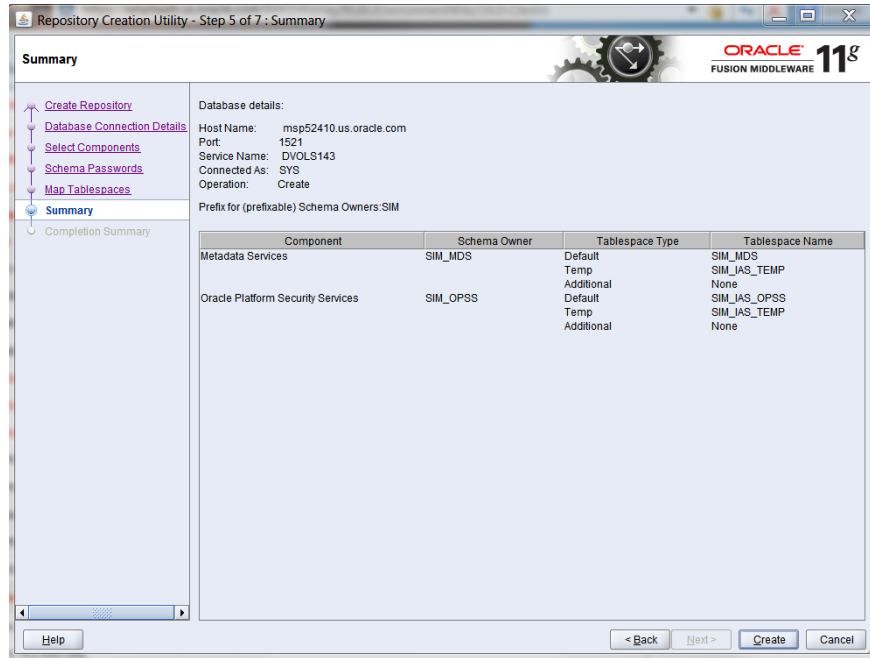 Repository Creation Utility - Step 5 of 7 : Summary
Summary
ORACLE
FUSION MIDDLEWARE 11g
Create Repository
Database Connection Details
Select Components
Schema Passwords
Map Tablespaces
Summary
Completion Summary
Database details:
Host Name: msp52410.us.oracle.com
Port: 1521
Service Name: DVOLS143
Connected As: SYS
Operation: Create
Prefix for (prefixable) Schema Owners:SIM
Component Schema Owner Tablespace Type Tablespace Name
Metadata Services SIM_MDS Default SIM_MDS
Temp SIM_IAS_TEMP
Additional None
Oracle Platform Security Services SIM_OPSS Default SIM_IAS_OPSS
Temp SIM_IAS_TEMP
Additional None
Help < Back Next > Create Cancel